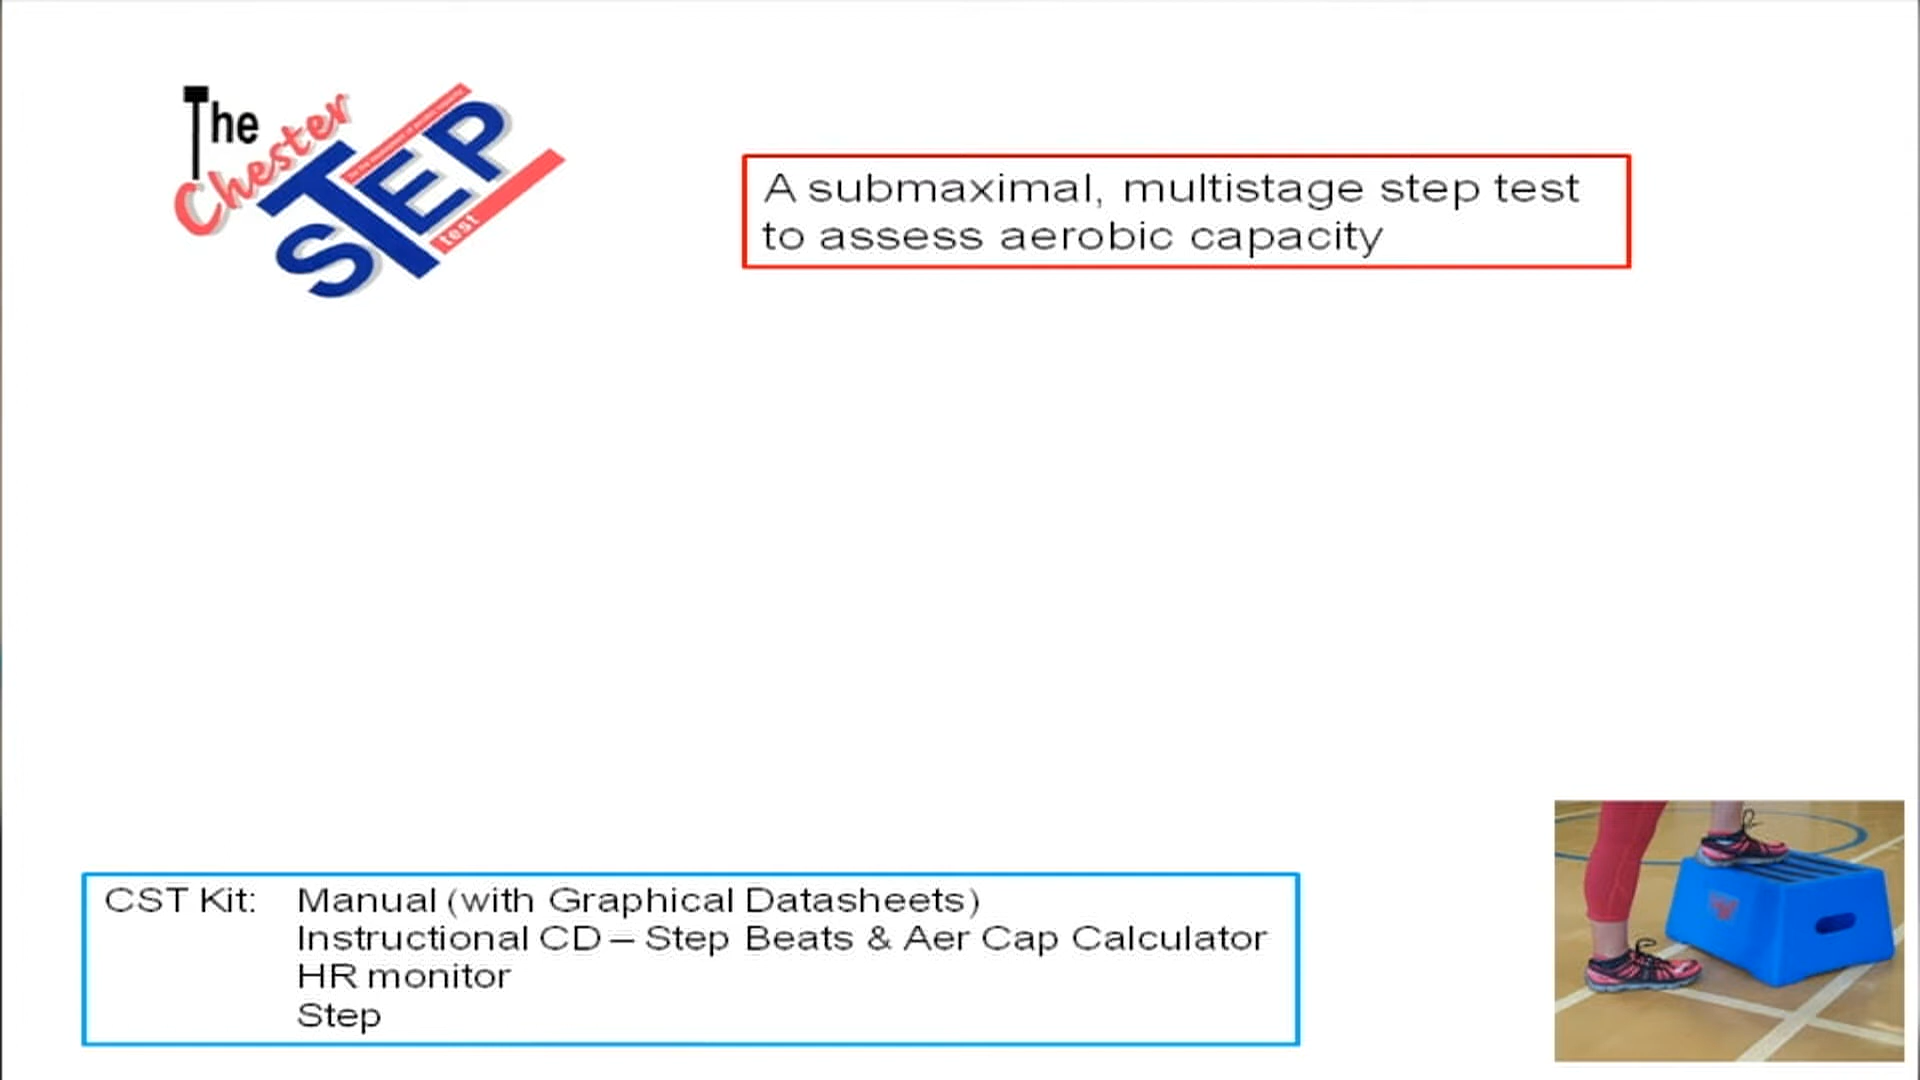 The
Chester
STEP
test
A submaximal, multistage step test
to assess aerobic capacity
CST Kit: Manual (with Graphical Datasheets)
Instructional CD – Step Beats & Aer Cap Calculator
HR monitor
Step